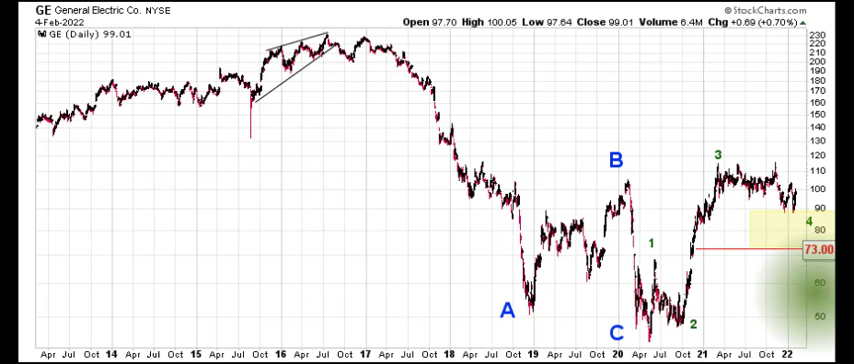 GE General Electric Co. NYSE
© StockCharts.com
4-Feb-2022
Open 97.70 High 100.05 Low 97.64 Close 99.01 Volume 6.4M Chg +0.69 (+0.70%)
GE (Daily) 99.01
230
220
210
200
190
180
170
160
150
140
130
120
110
100
90
80
73.00
60
50
B
3
1
4
A
C
2
Apr Jul Oct 14 Apr Jul Oct 15 Apr Jul Oct 16 Apr Jul Oct 17 Apr Jul Oct 18 Apr Jul Oct 19 Apr Jul Oct 20 Apr Jul Oct 21 Apr Jul Oct 22